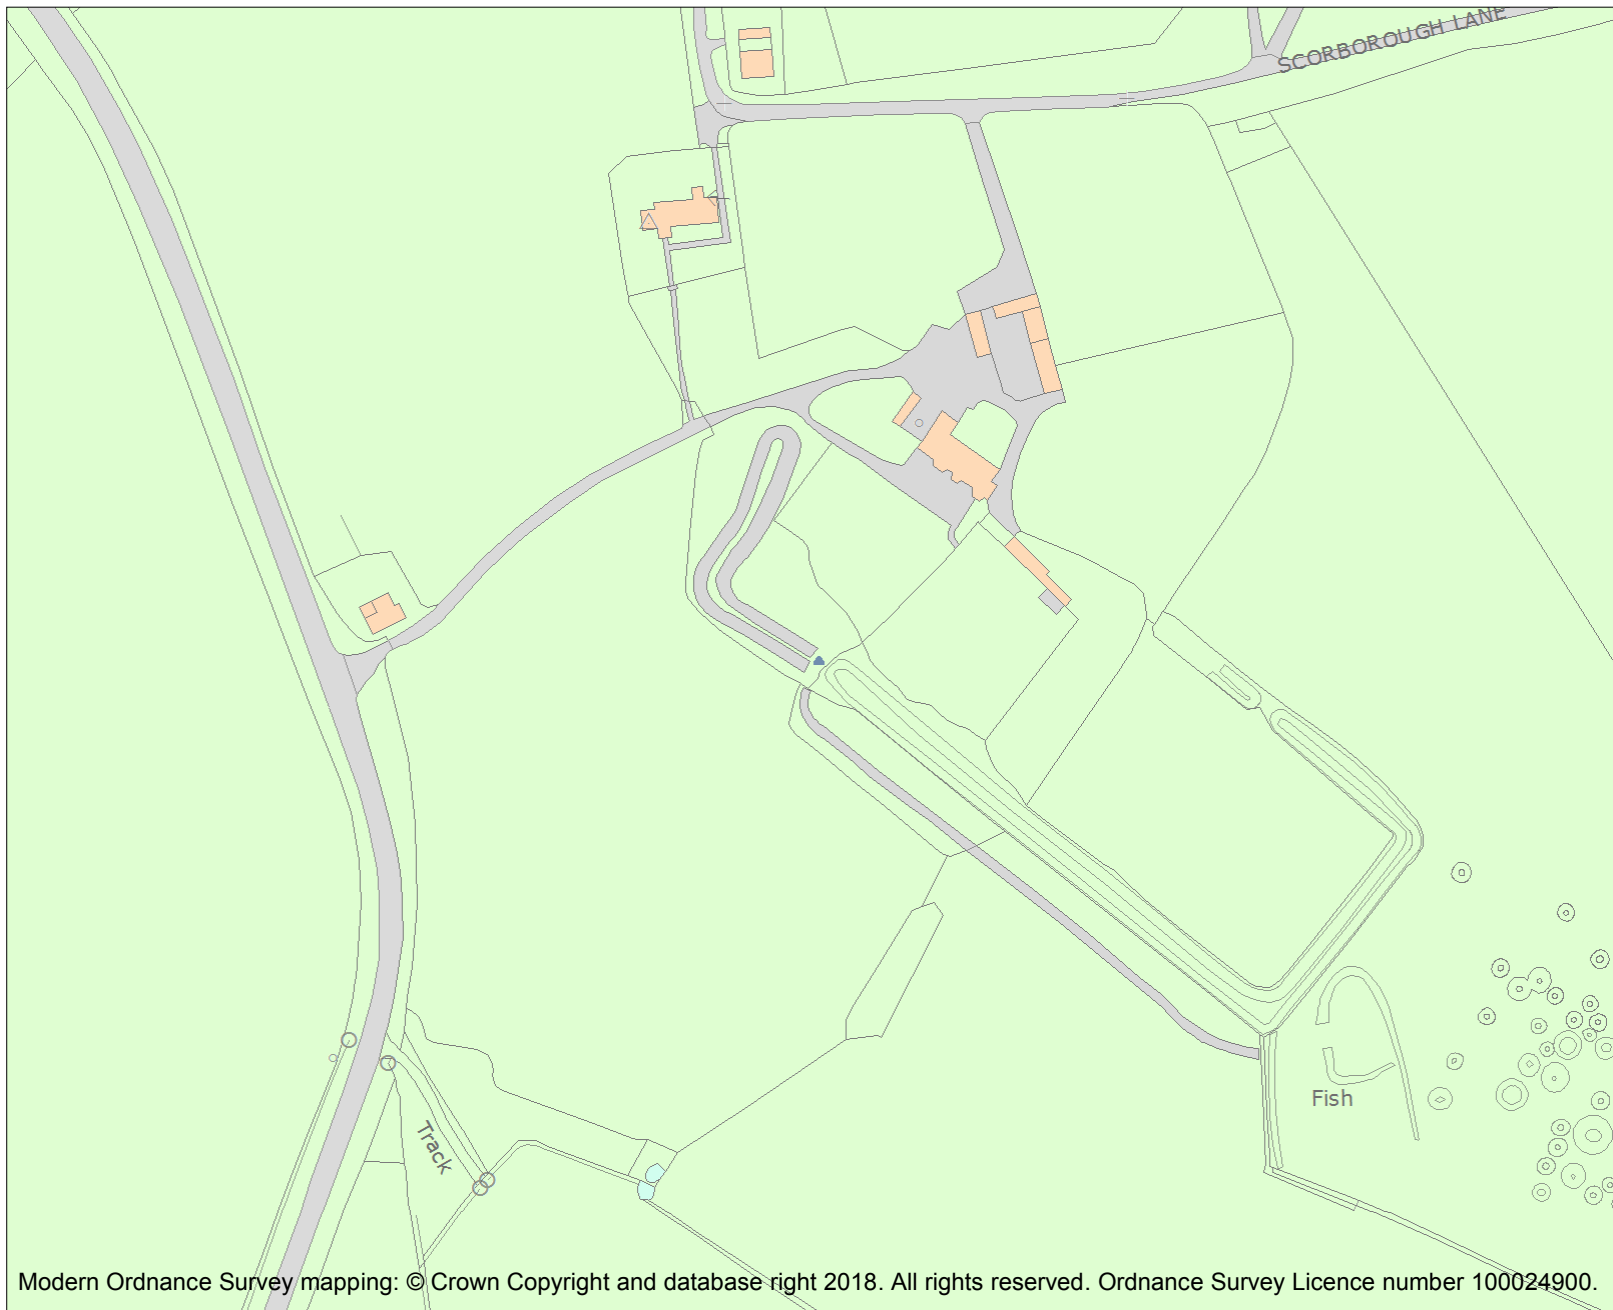 SCORBOROUGH LANE
Fish
Track
Modern Ordnance Survey mapping: © Crown Copyright and database right 2018. All rights reserved. Ordnance Survey Licence number 100024900.